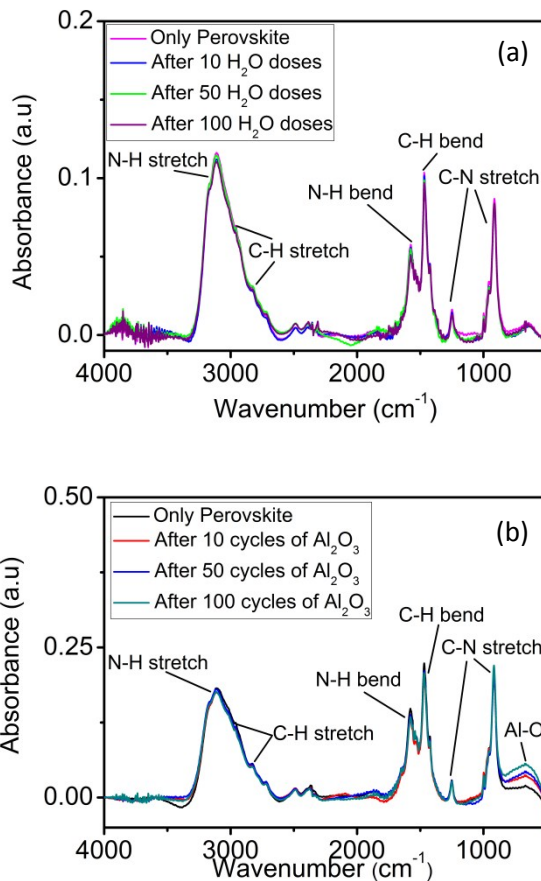 (a)
Only Perovskite
After 10 H₂O doses
After 50 H₂O doses
After 100 H₂O doses
N-H stretch
C-H bend
C-N stretch
N-H bend
C-H stretch
0.2
0.1
0.0
Absorbance (a.u)
4000 3000 2000 1000
Wavenumber (cm⁻¹)
(b)
Only Perovskite
After 10 cycles of Al₂O₃
After 50 cycles of Al₂O₃
After 100 cycles of Al₂O₃
C-H bend
N-H stretch
C-N stretch
N-H bend
C-H stretch
Al-O
0.50
0.25
0.00
Absorbance (a.u)
4000 3000 2000 1000
Wavenumber (cm⁻¹)